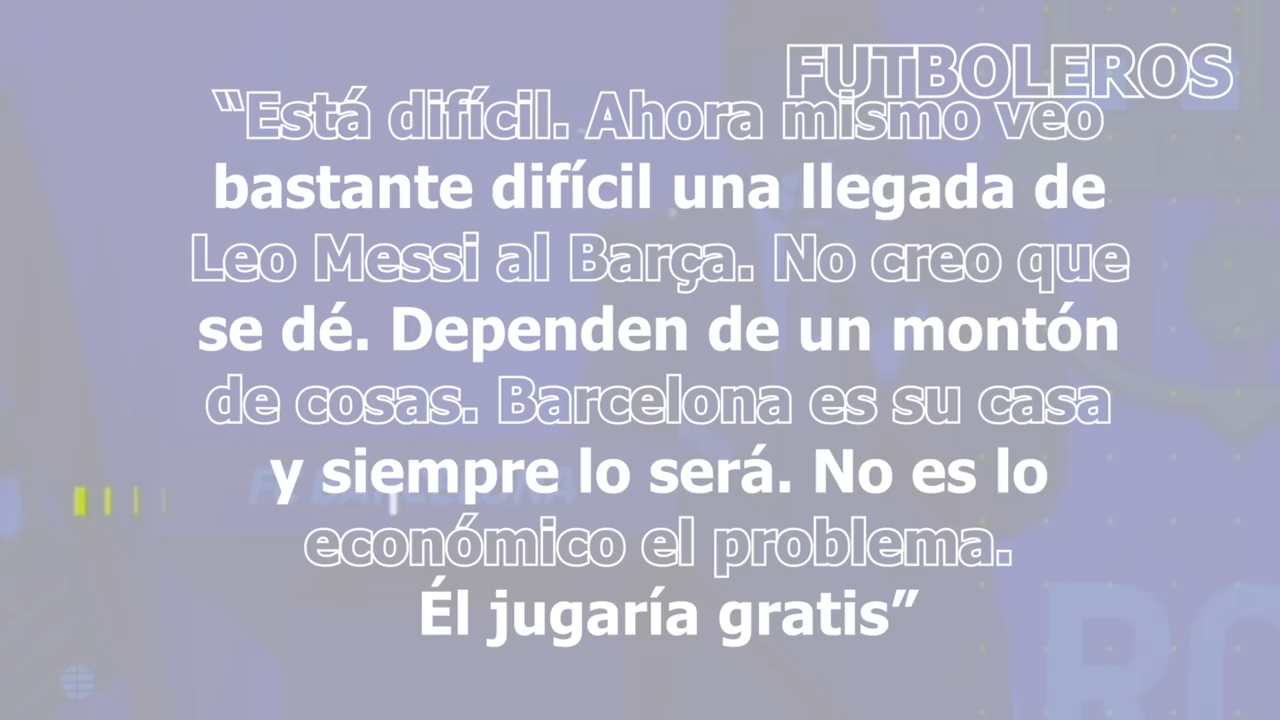 FUTBOLEROS
“Está difícil. Ahora mismo veo
bastante difícil una llegada de
Leo Messi al Barça. No creo que
se dé. Dependen de un montón
de cosas. Barcelona es su casa
y siempre lo será. No es lo
económico el problema.
Él jugaría gratis”
F. BARCELONA
RO